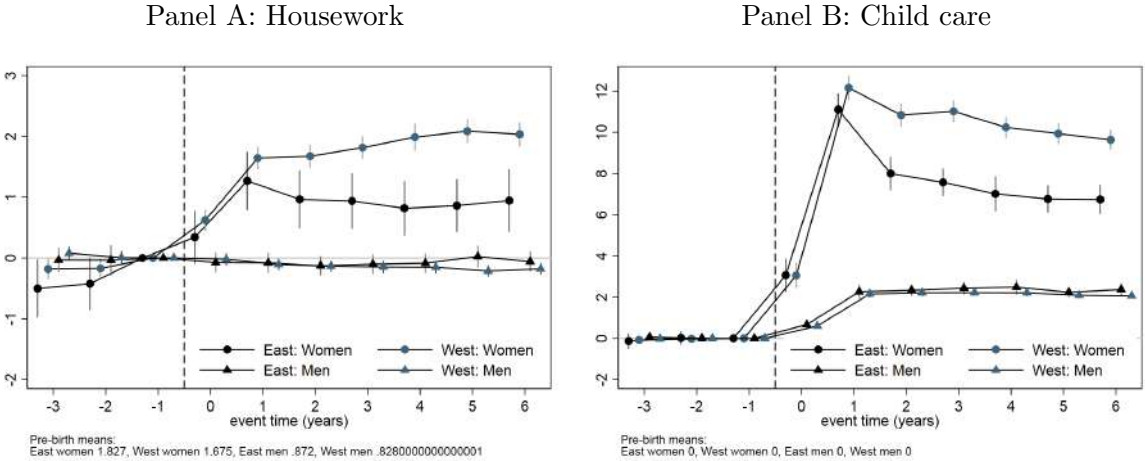 Panel A: Housework
Panel B: Child care
3
2
1
0
-1
-2
East: Women
West: Women
East: Men
West: Men
-3 -2 -1 0 1 2 3 4 5 6
event time (years)
Pre-birth means:
East women 1.827, West women 1.675, East men .872, West men .8280000000000001
12
10
8
6
4
2
0
-2
East: Women
West: Women
East: Men
West: Men
-3 -2 -1 0 1 2 3 4 5 6
event time (years)
Pre-birth means:
East women 0, West women 0, East men 0, West men 0